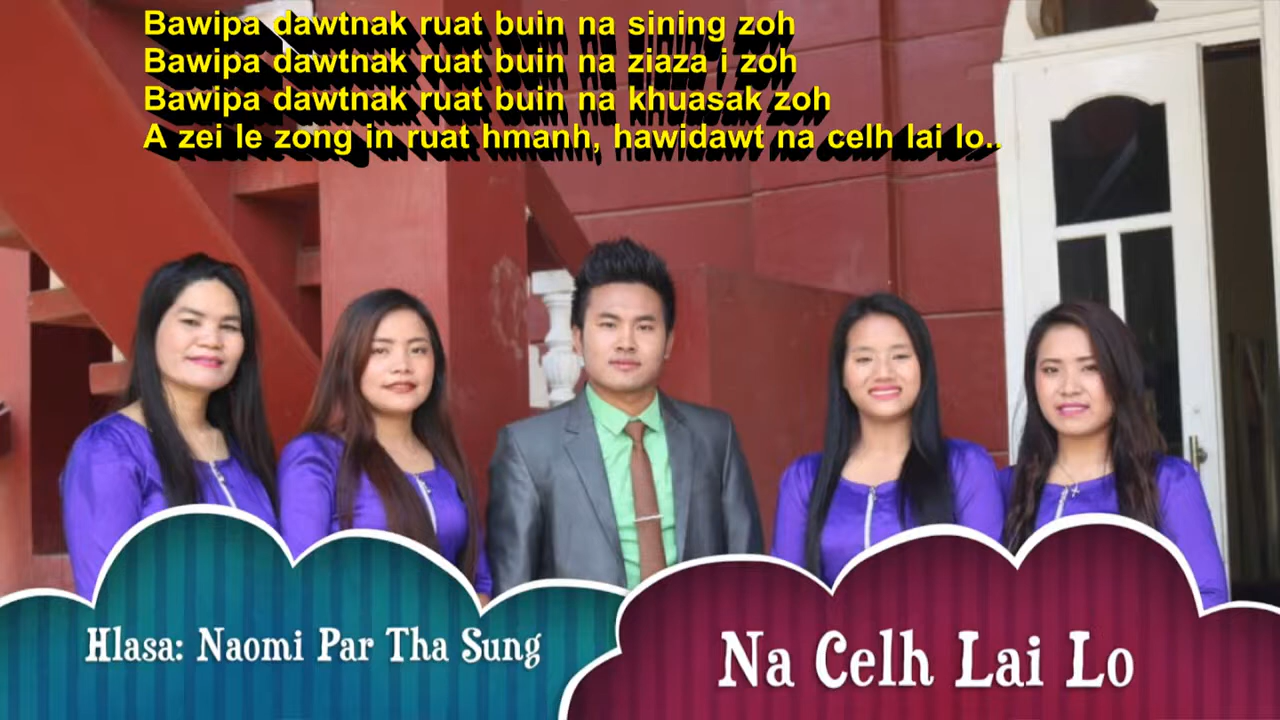 Bawipa dawtnak ruat buin na sining zoh
Bawipa dawtnak ruat buin na ziaza i zoh
Bawipa dawtnak ruat buin na khuasak zoh
A zei le zong in ruat hmanh, hawidawt na celh lai lo..
Hlasa: Naomi Par Tha Sung
Na Celh Lai Lo